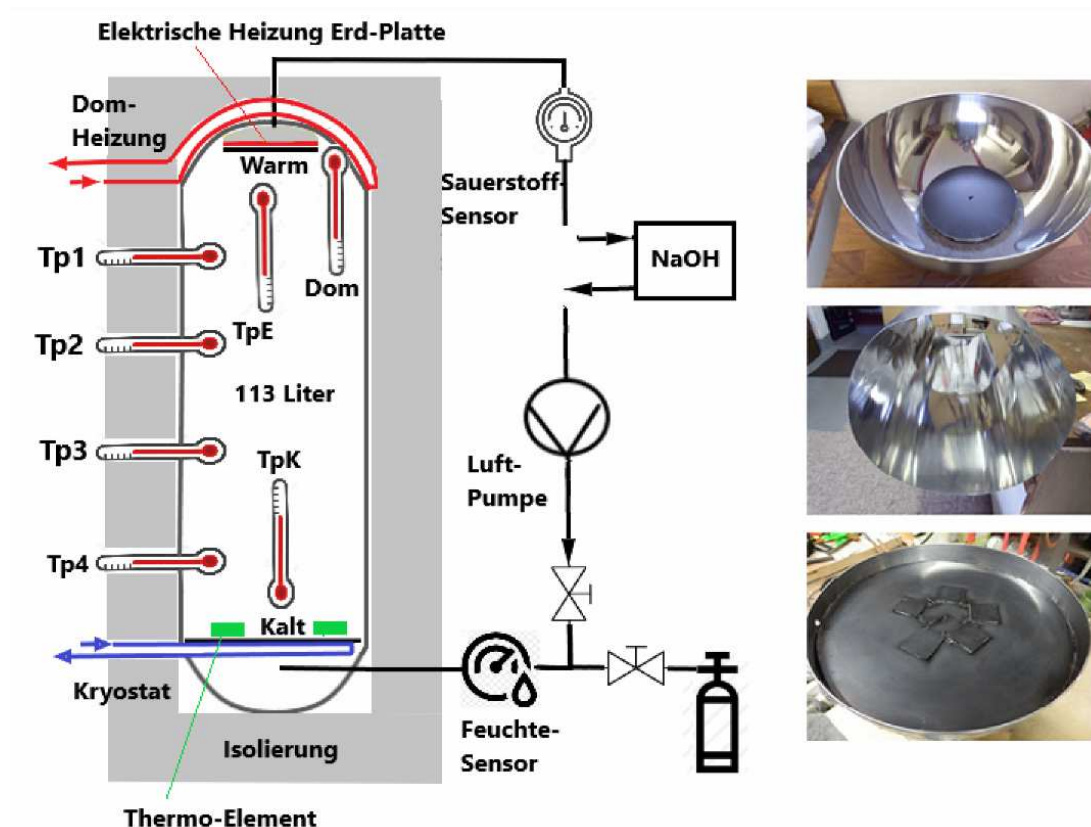 Elektrische Heizung Erd-Platte
Dom-
Heizung
Warm
Sauerstoff-
Sensor
NaOH
Tp1
Dom
TpE
Tp2
113 Liter
Tp3
TpK
Luft-
Pumpe
Tp4
Kalt
Kryostat
Feuchte-
Sensor
Isolierung
Thermo-Element